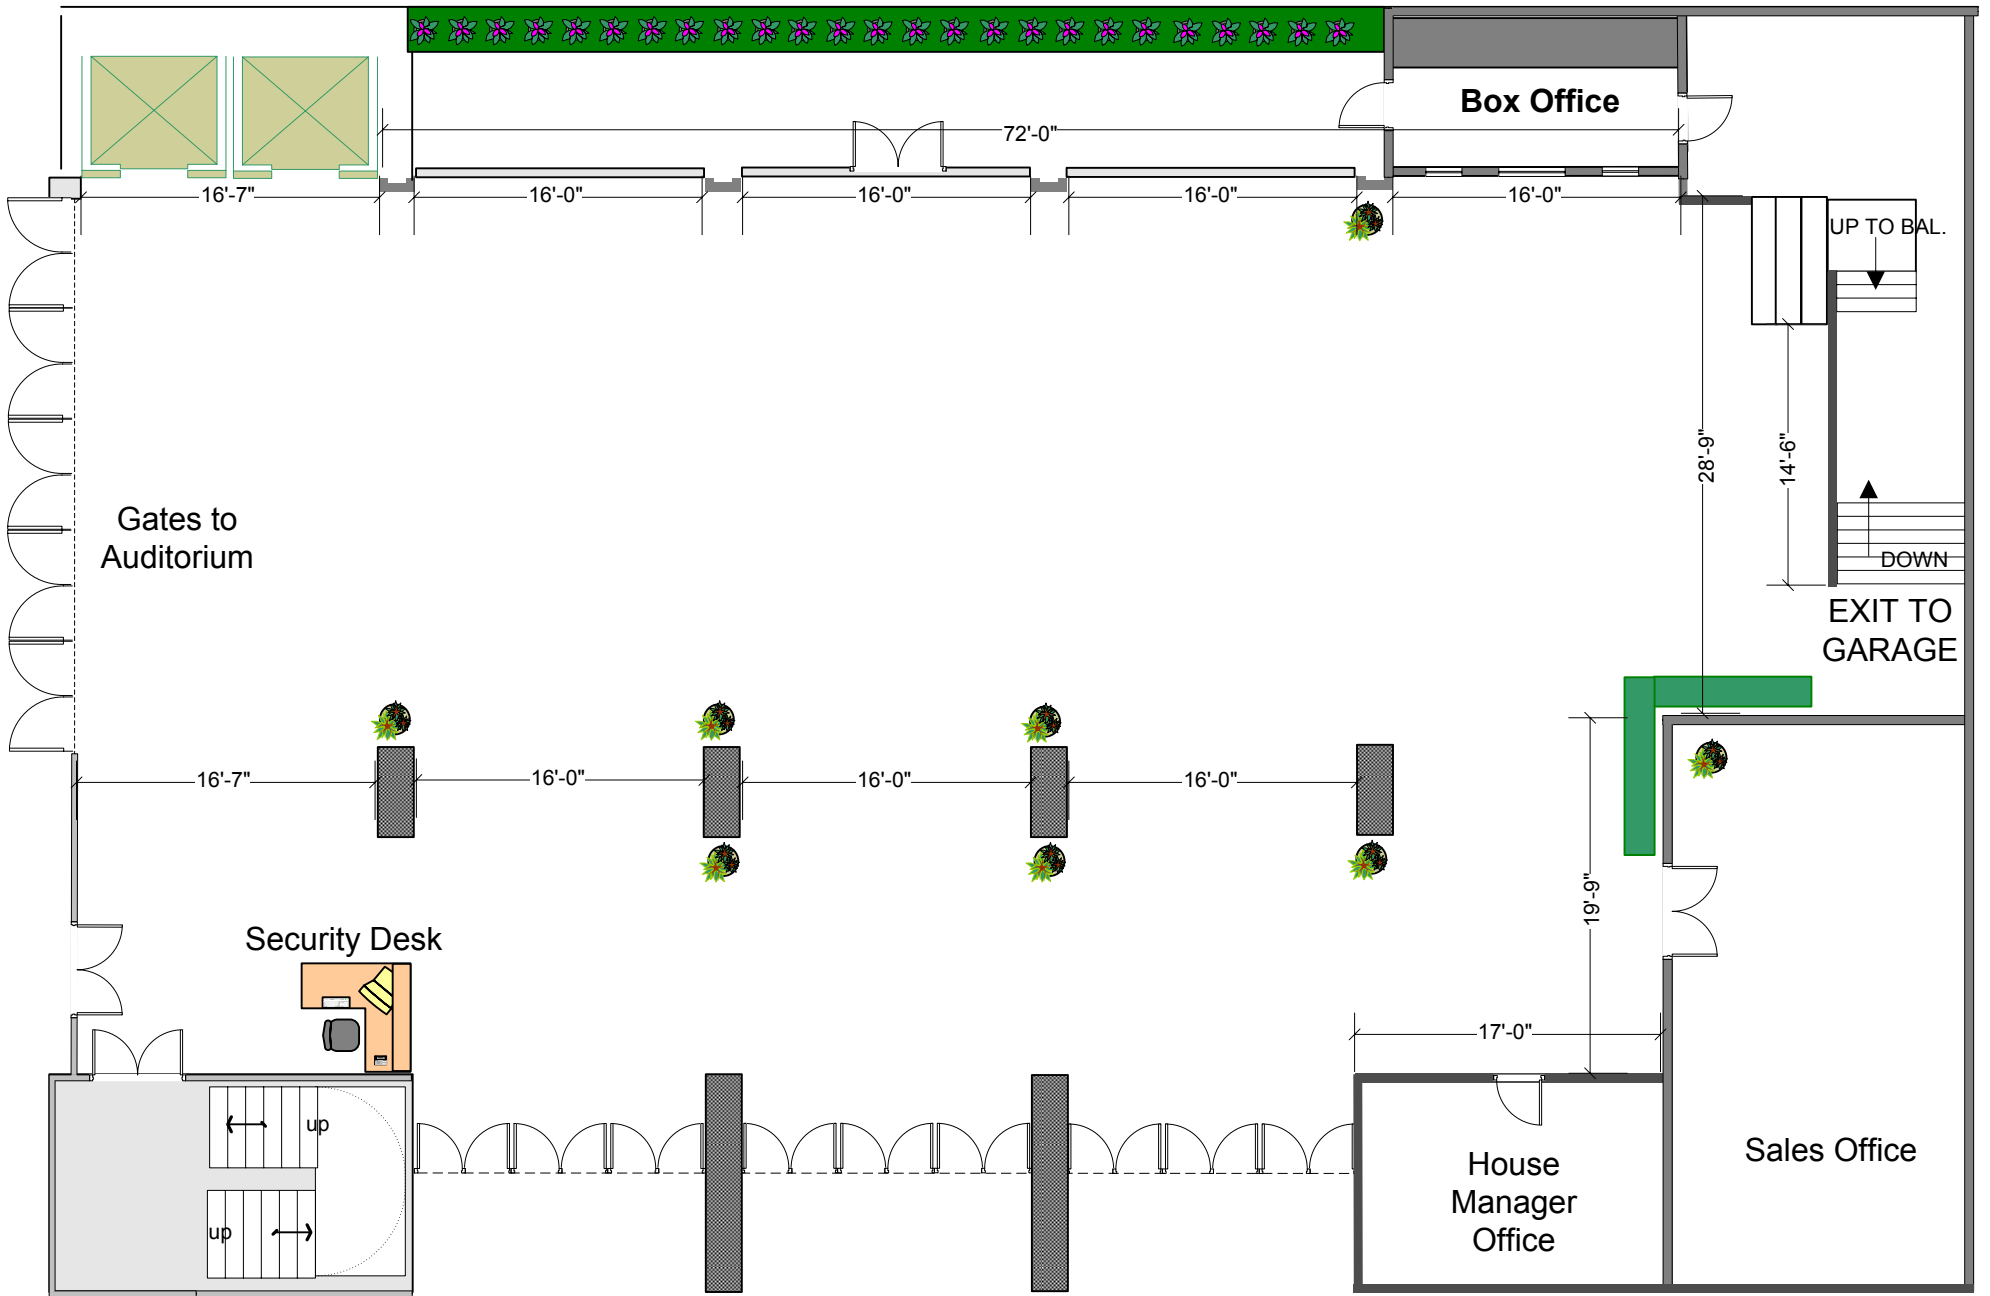 Box Office
72'-0"
16'-7"
16'-0"
16'-0"
16'-0"
16'-0"
UP TO BAL.
28'-9"
14'-6"
Gates to
Auditorium
DOWN
EXIT TO
GARAGE
16'-7"
16'-0"
16'-0"
16'-0"
19'-9"
Security Desk
17'-0"
up
up
House
Manager
Office
Sales Office